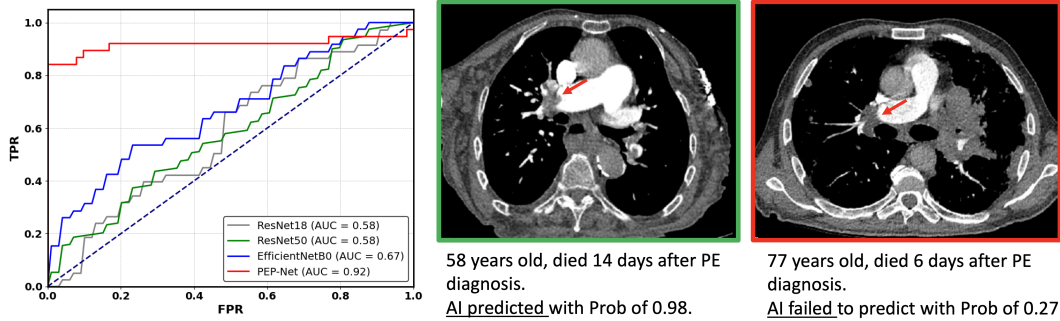 1.0
0.8
0.6
0.4
0.2
0.0
TPR
0.0 0.2 0.4 0.6 0.8 1.0
FPR
ResNet18 (AUC = 0.58)
ResNet50 (AUC = 0.58)
EfficientNetB0 (AUC = 0.67)
PEP-Net (AUC = 0.92)
58 years old, died 14 days after PE
diagnosis.
AI predicted with Prob of 0.98.
77 years old, died 6 days after PE
diagnosis.
AI failed to predict with Prob of 0.27